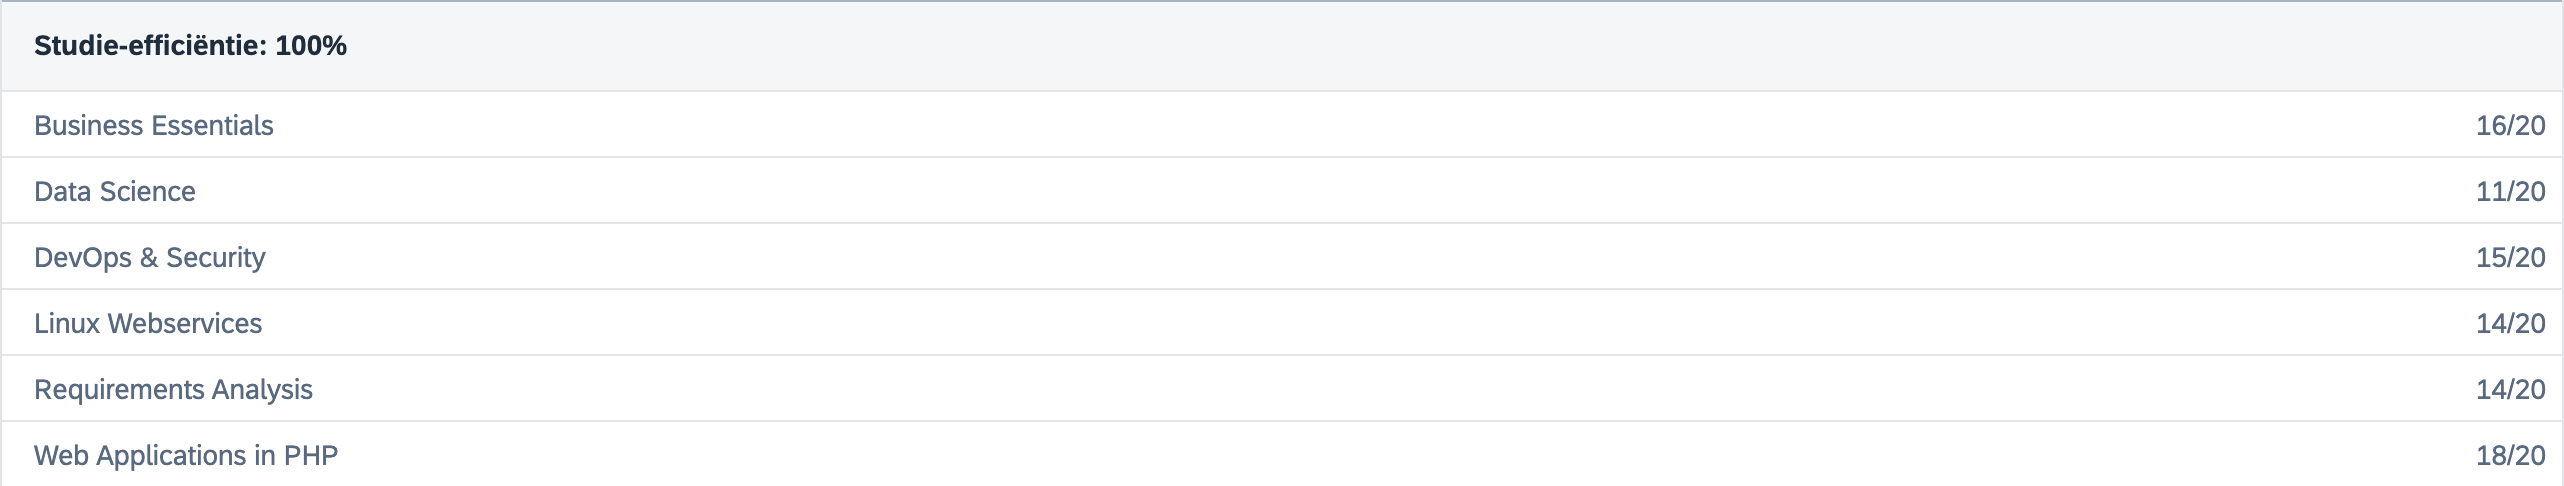 Studie-efficiëntie: 100%
Business Essentials 16/20
Data Science 11/20
DevOps & Security 15/20
Linux Webservices 14/20
Requirements Analysis 14/20
Web Applications in PHP 18/20